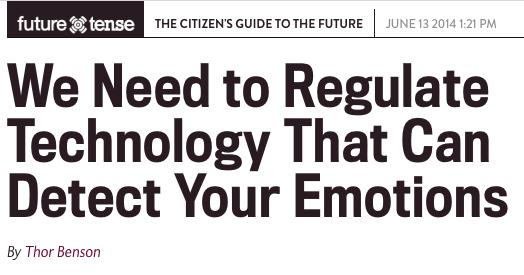 future tense THE CITIZEN'S GUIDE TO THE FUTURE JUNE 13 2014 1:21 PM
We Need to Regulate
Technology That Can
Detect Your Emotions
By Thor Benson